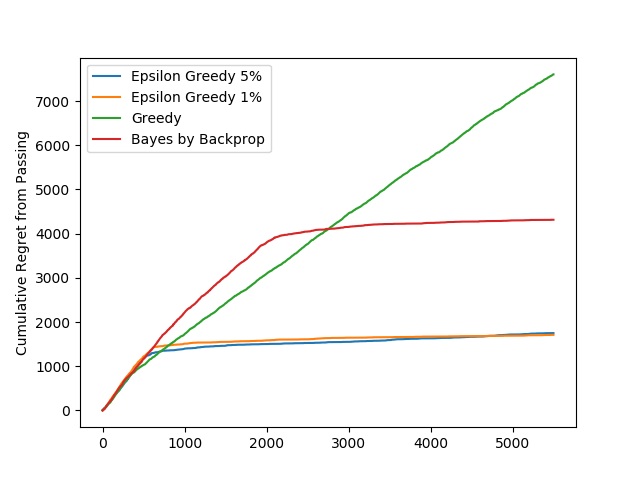 Epsilon Greedy 5%
Epsilon Greedy 1%
Greedy
Bayes by Backprop
Cumulative Regret from Passing
7000
6000
5000
4000
3000
2000
1000
0
0 1000 2000 3000 4000 5000